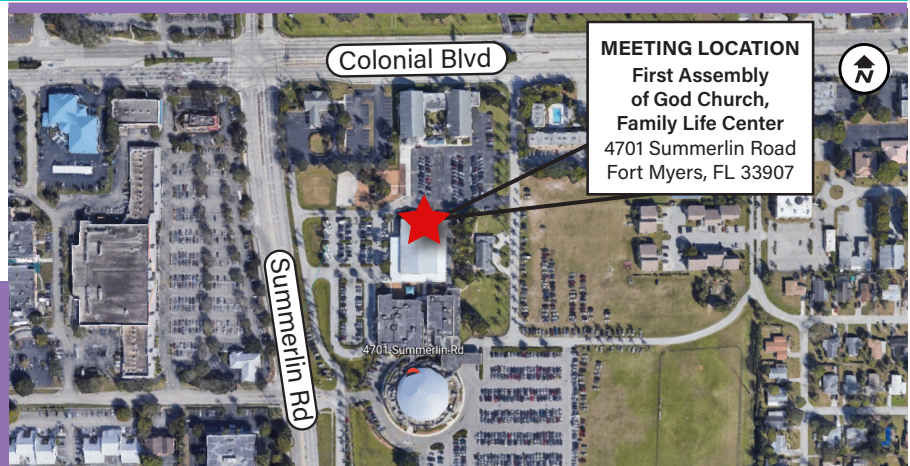 Colonial Blvd
MEETING LOCATION
First Assembly
of God Church,
Family Life Center
4701 Summerlin Road
Fort Myers, FL 33907
N
Summerlin Rd
4701 Summerlin Rd